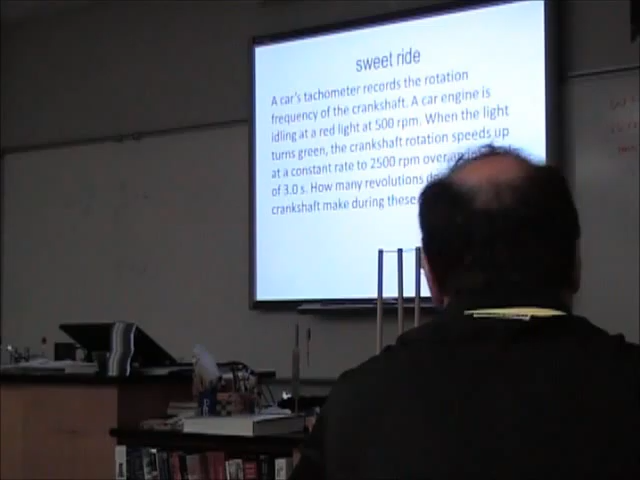 sweet ride
A car's tachometer records the rotation
frequency of the crankshaft. A car engine is
idling at a red light at 500 rpm. When the light
turns green, the crankshaft rotation speeds up
at a constant rate to 2500 rpm over
of 3.0 s. How many revolutions
crankshaft make during these